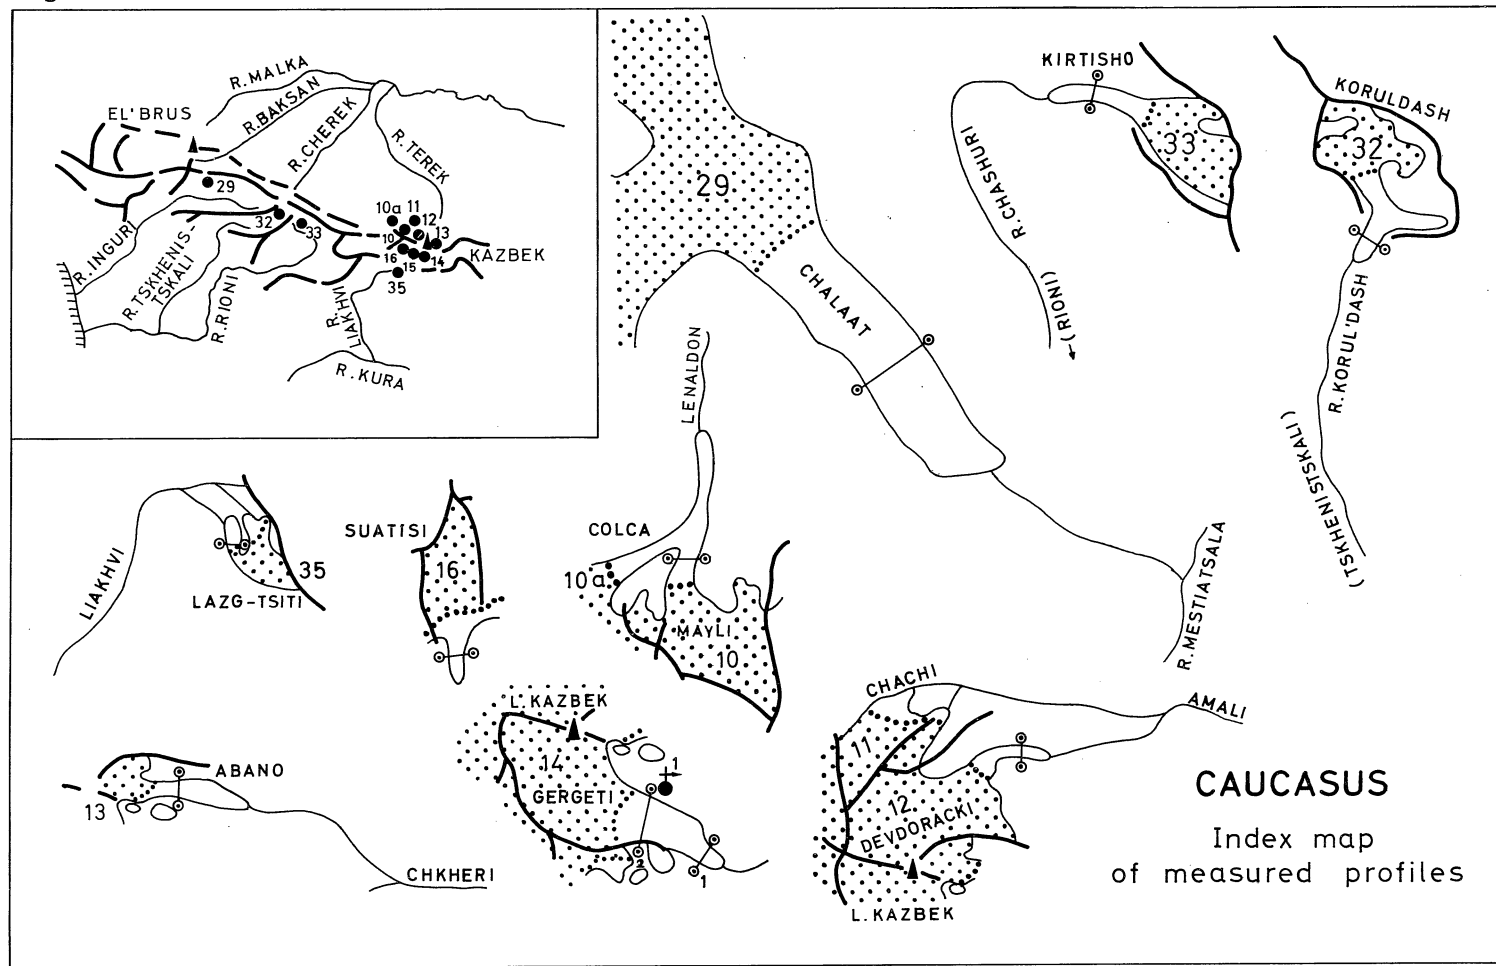 R. MALKA
EL'BRUS
R. BAKSAN
R. CHEREK
R. TEREK
29
10a
11
12
32
33
10
13
16
15
14
KAZBEK
35
R. INGURI
R. TSKHENIS-
TSKALI
R. RIONI
R.
LIAKHVI
R. KURA
29
CHALAAT
R. MESTIATSALA
KIRTISHO
33
R. CHASHURI
(RIONI)
KORULDASH
32
R. KORUL'DASH
(TSKHENISTSKALI)
LIAKHVI
35
LAZG-TSITI
SUATISI
16
LENALDON
COLCA
10a
MAYLI
10
ABANO
13
CHKHERI
L. KAZBEK
14
GERGETI
1
2
1
CHACHI
AMALI
11
12
DEVDORACKI
L. KAZBEK
CAUCASUS
Index map
of measured profiles